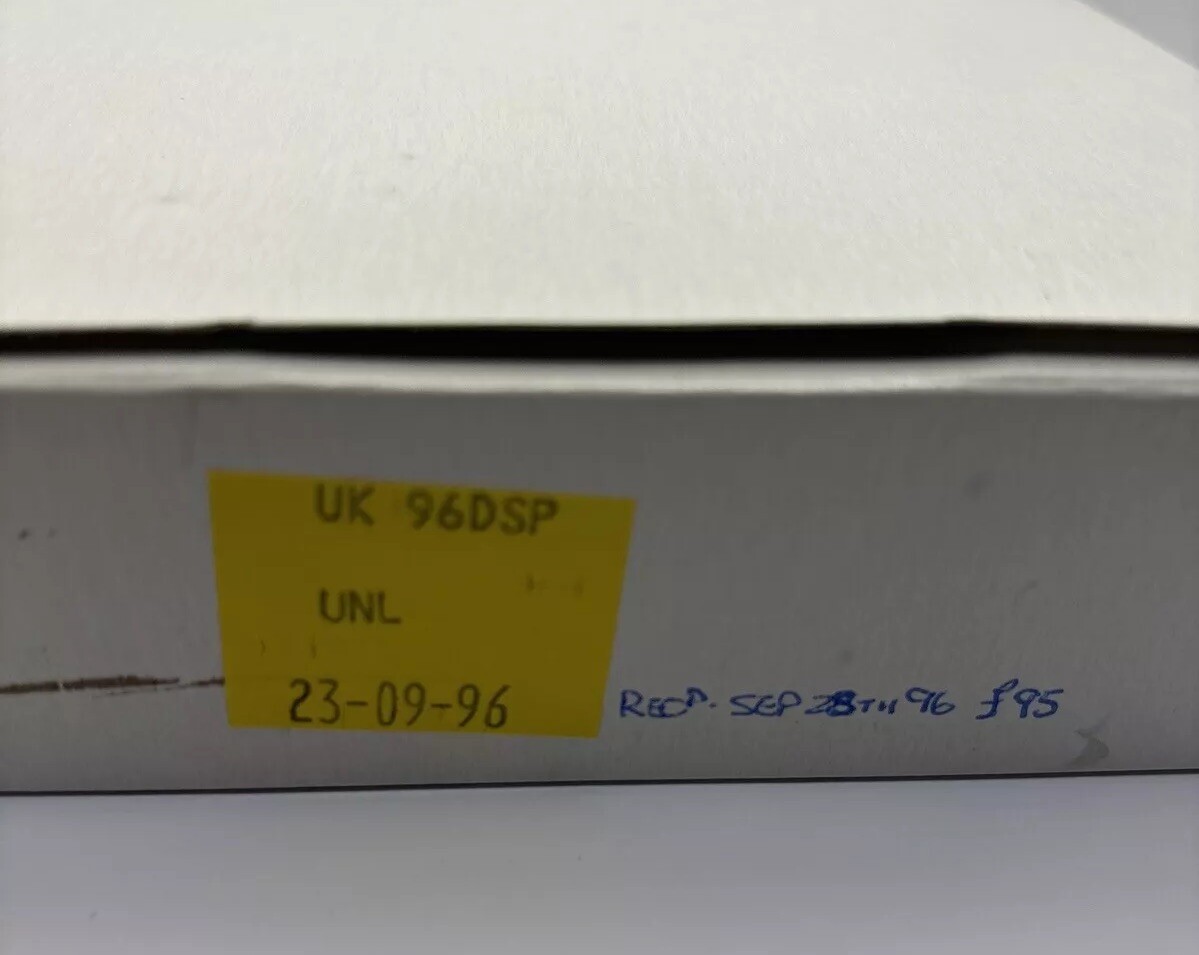 UK 96DSP
UNL
23-09-96
RECD. SEP 28TH 96 £95